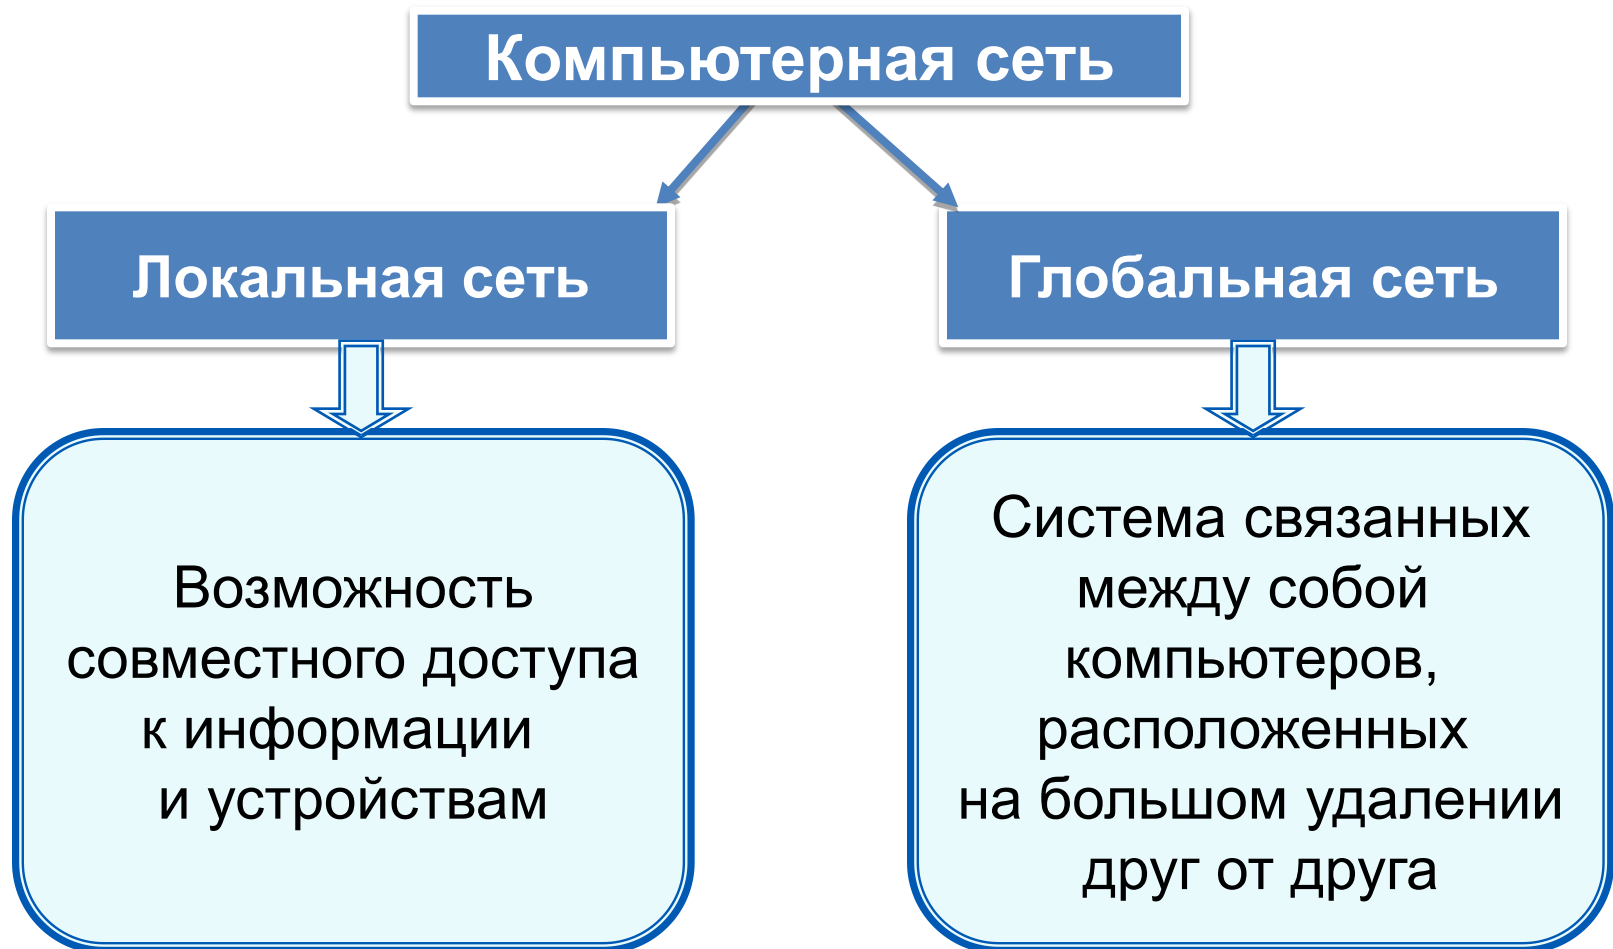 Компьютерная сеть
Локальная сеть
Глобальная сеть
Возможность
совместного доступа
к информации
и устройствам
Система связанных
между собой
компьютеров,
расположенных
на большом удалении
друг от друга